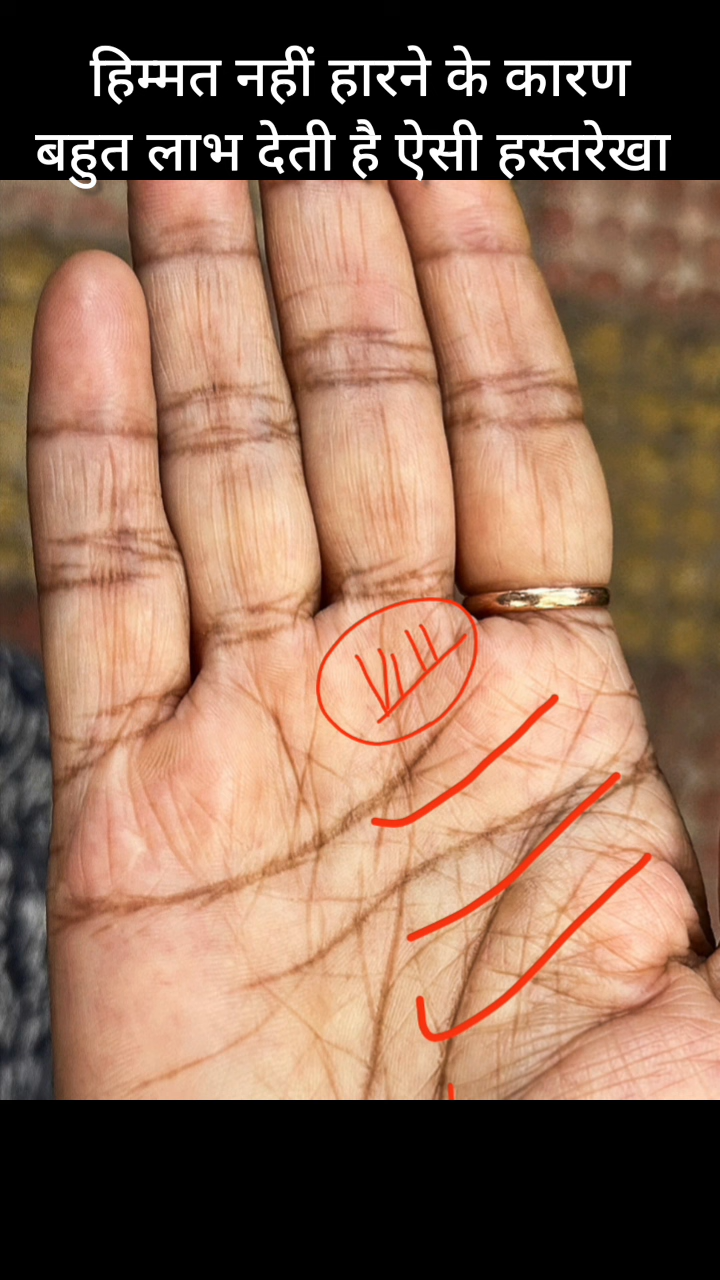 हिम्मत नहीं हारने के कारण
बहुत लाभ देती है ऐसी हस्तरेखा